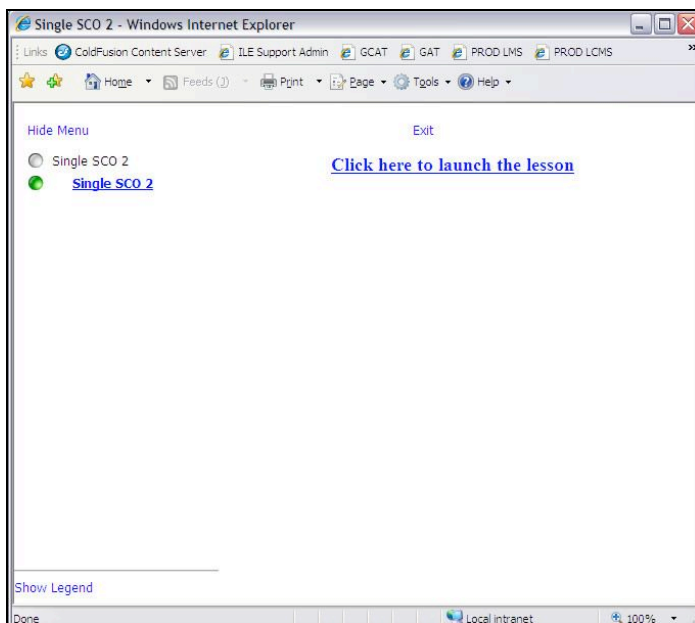 Single SCO 2 - Windows Internet Explorer
Links ColdFusion Content Server ILE Support Admin GCAT GAT PROD LMS PROD LCMS »
Home Feeds (J) Print Page Tools Help
Hide Menu Exit
Single SCO 2 Click here to launch the lesson
Single SCO 2
Show Legend
Done Local intranet 100%